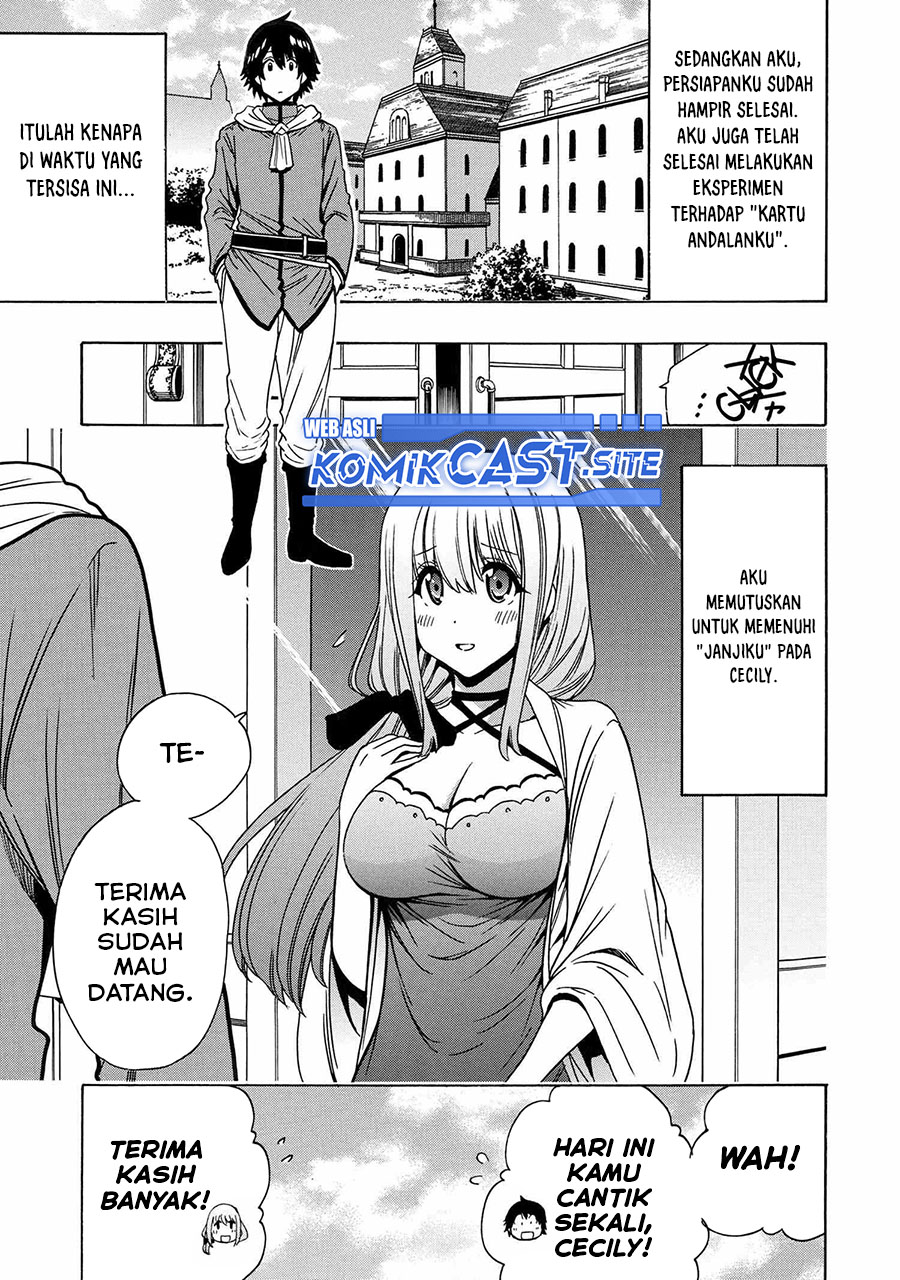 SEDANGKAN AKU,
PERSIAPANKU SUDAH
HAMPIR SELESAI.
AKU JUGA TELAH
SELESAI MELAKUKAN
EKSPERIMEN
TERHADAP "KARTU
ANDALANKU".
ITULAH KENAPA
DI WAKTU YANG
TERSISA INI...
WEB ASLI
KOMIKCAST.SITE
AKU
MEMUTUSKAN
UNTUK MEMENUHI
"JANJIKU" PADA
CECILY.
TE-
TERIMA
KASIH
SUDAH
MAU
DATANG.
WAH!
HARI INI
KAMU
CANTIK
SEKALI,
CECILY!
TERIMA
KASIH
BANYAK!